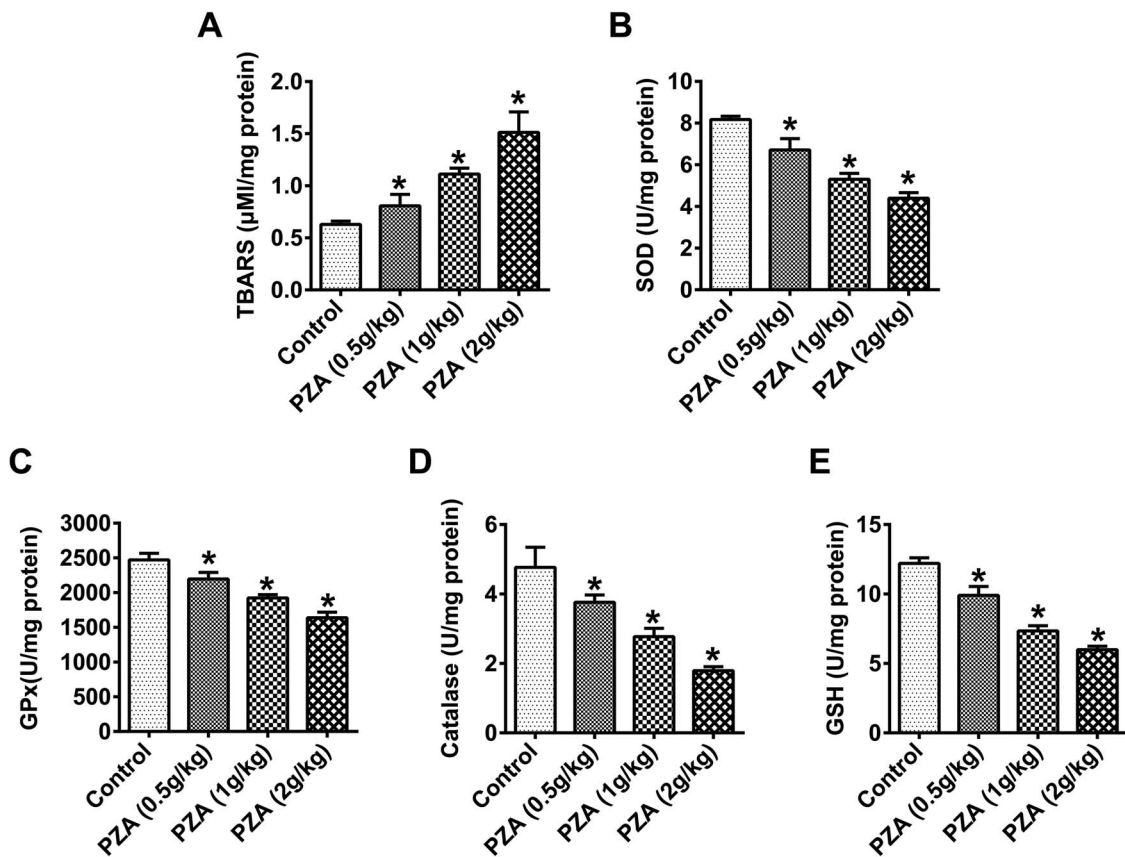 A
TBARS (µMl/mg protein)
2.0
1.5
1.0
0.5
0.0
*
*
*
Control
PZA (0.5g/kg)
PZA (1g/kg)
PZA (2g/kg)
B
SOD (U/mg protein)
10
8
6
4
2
0
*
*
*
Control
PZA (0.5g/kg)
PZA (1g/kg)
PZA (2g/kg)
C
GPx(U/mg protein)
3000
2500
2000
1500
1000
500
0
*
*
*
Control
PZA (0.5g/kg)
PZA (1g/kg)
PZA (2g/kg)
D
Catalase (U/mg protein)
6
4
2
0
*
*
*
Control
PZA (0.5g/kg)
PZA (1g/kg)
PZA (2g/kg)
E
GSH (U/mg protein)
15
10
5
0
*
*
*
Control
PZA (0.5g/kg)
PZA (1g/kg)
PZA (2g/kg)